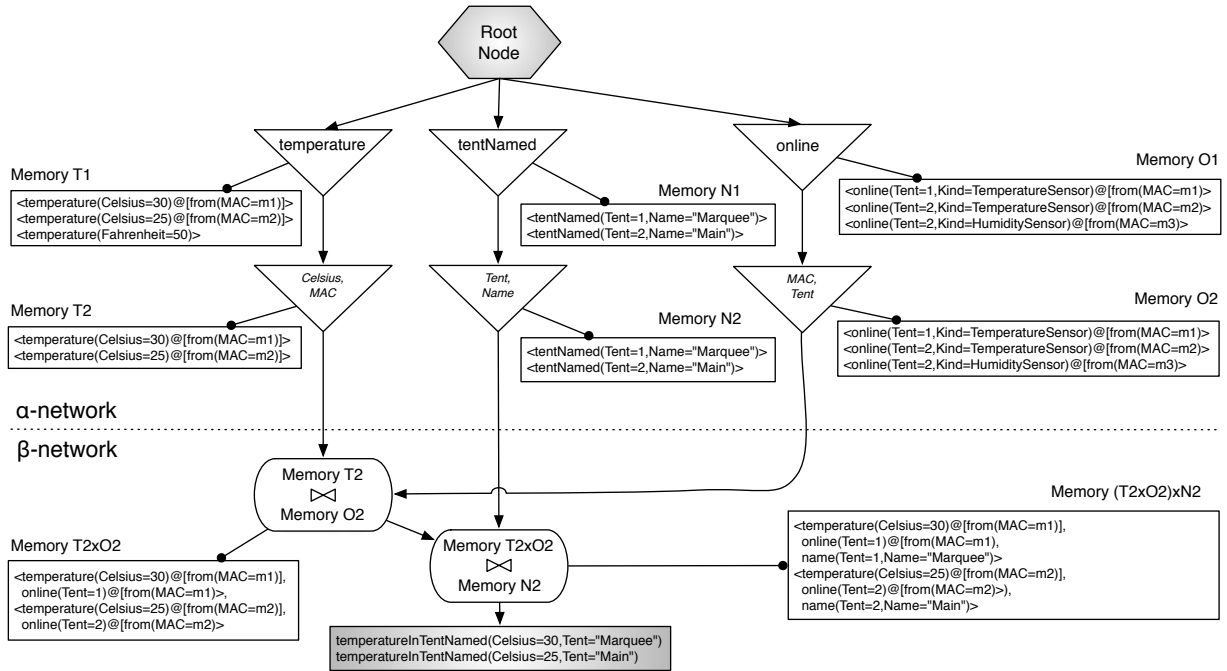 Root
Node
temperature
tentNamed
online
Memory T1
<temperature(Celsius=30)@[from(MAC=m1)]>
<temperature(Celsius=25)@[from(MAC=m2)]>
<temperature(Fahrenheit=50)>
Memory N1
<tentNamed(Tent=1,Name="Marquee")>
<tentNamed(Tent=2,Name="Main")>
Memory O1
<online(Tent=1,Kind=TemperatureSensor)@[from(MAC=m1)>
<online(Tent=2,Kind=TemperatureSensor)@[from(MAC=m2)>
<online(Tent=2,Kind=HumiditySensor)@[from(MAC=m3)>
Celsius,
MAC
Tent,
Name
MAC,
Tent
Memory T2
<temperature(Celsius=30)@[from(MAC=m1)]>
<temperature(Celsius=25)@[from(MAC=m2)]>
Memory N2
<tentNamed(Tent=1,Name="Marquee")>
<tentNamed(Tent=2,Name="Main")>
Memory O2
<online(Tent=1,Kind=TemperatureSensor)@[from(MAC=m1)>
<online(Tent=2,Kind=TemperatureSensor)@[from(MAC=m2)>
<online(Tent=2,Kind=HumiditySensor)@[from(MAC=m3)>
α-network
β-network
Memory T2
⋈
Memory O2
Memory T2xO2
<temperature(Celsius=30)@[from(MAC=m1)],
online(Tent=1)@[from(MAC=m1)>,
<temperature(Celsius=25)@[from(MAC=m2)],
online(Tent=2)@[from(MAC=m2)>
Memory T2xO2
⋈
Memory N2
Memory (T2xO2)xN2
<temperature(Celsius=30)@[from(MAC=m1)],
online(Tent=1)@[from(MAC=m1),
name(Tent=1,Name="Marquee")>
<temperature(Celsius=25)@[from(MAC=m2)],
online(Tent=2)@[from(MAC=m2)>),
name(Tent=2,Name="Main")>
temperatureInTentNamed(Celsius=30,Tent="Marquee")
temperatureInTentNamed(Celsius=25,Tent="Main")